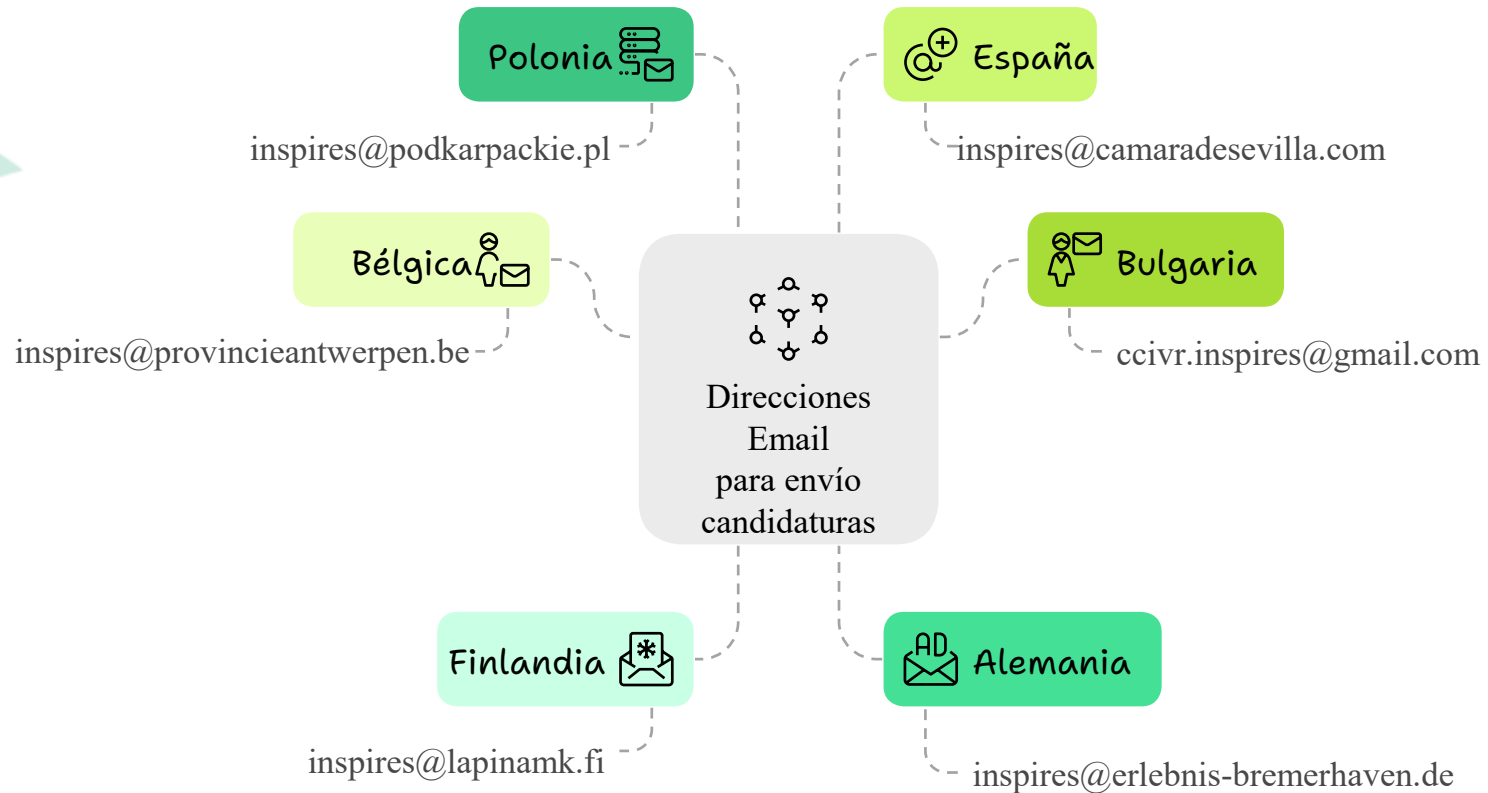 Polonia
España
inspires@podkarpackie.pl
inspires@camaradesevilla.com
Bélgica
Bulgaria
inspires@provincieantwerpen.be
ccivr.inspires@gmail.com
Direcciones
Email
para envío
candidaturas
Finlandia
AD
Alemania
inspires@lapinamk.fi
inspires@erlebnis-bremerhaven.de